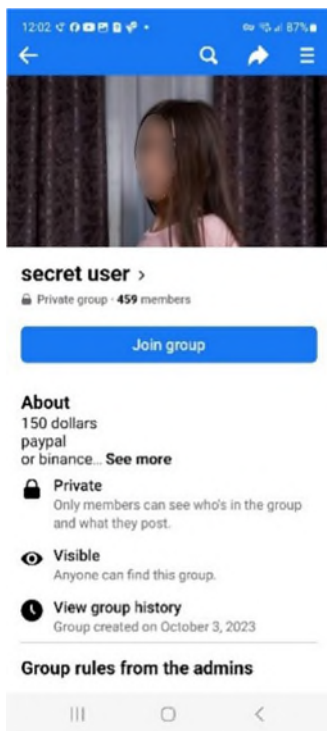 12:02
87%
secret user >
Private group · 459 members
Join group
About
150 dollars
paypal
or binance... See more
Private
Only members can see who's in the group
and what they post.
Visible
Anyone can find this group.
View group history
Group created on October 3, 2023
Group rules from the admins